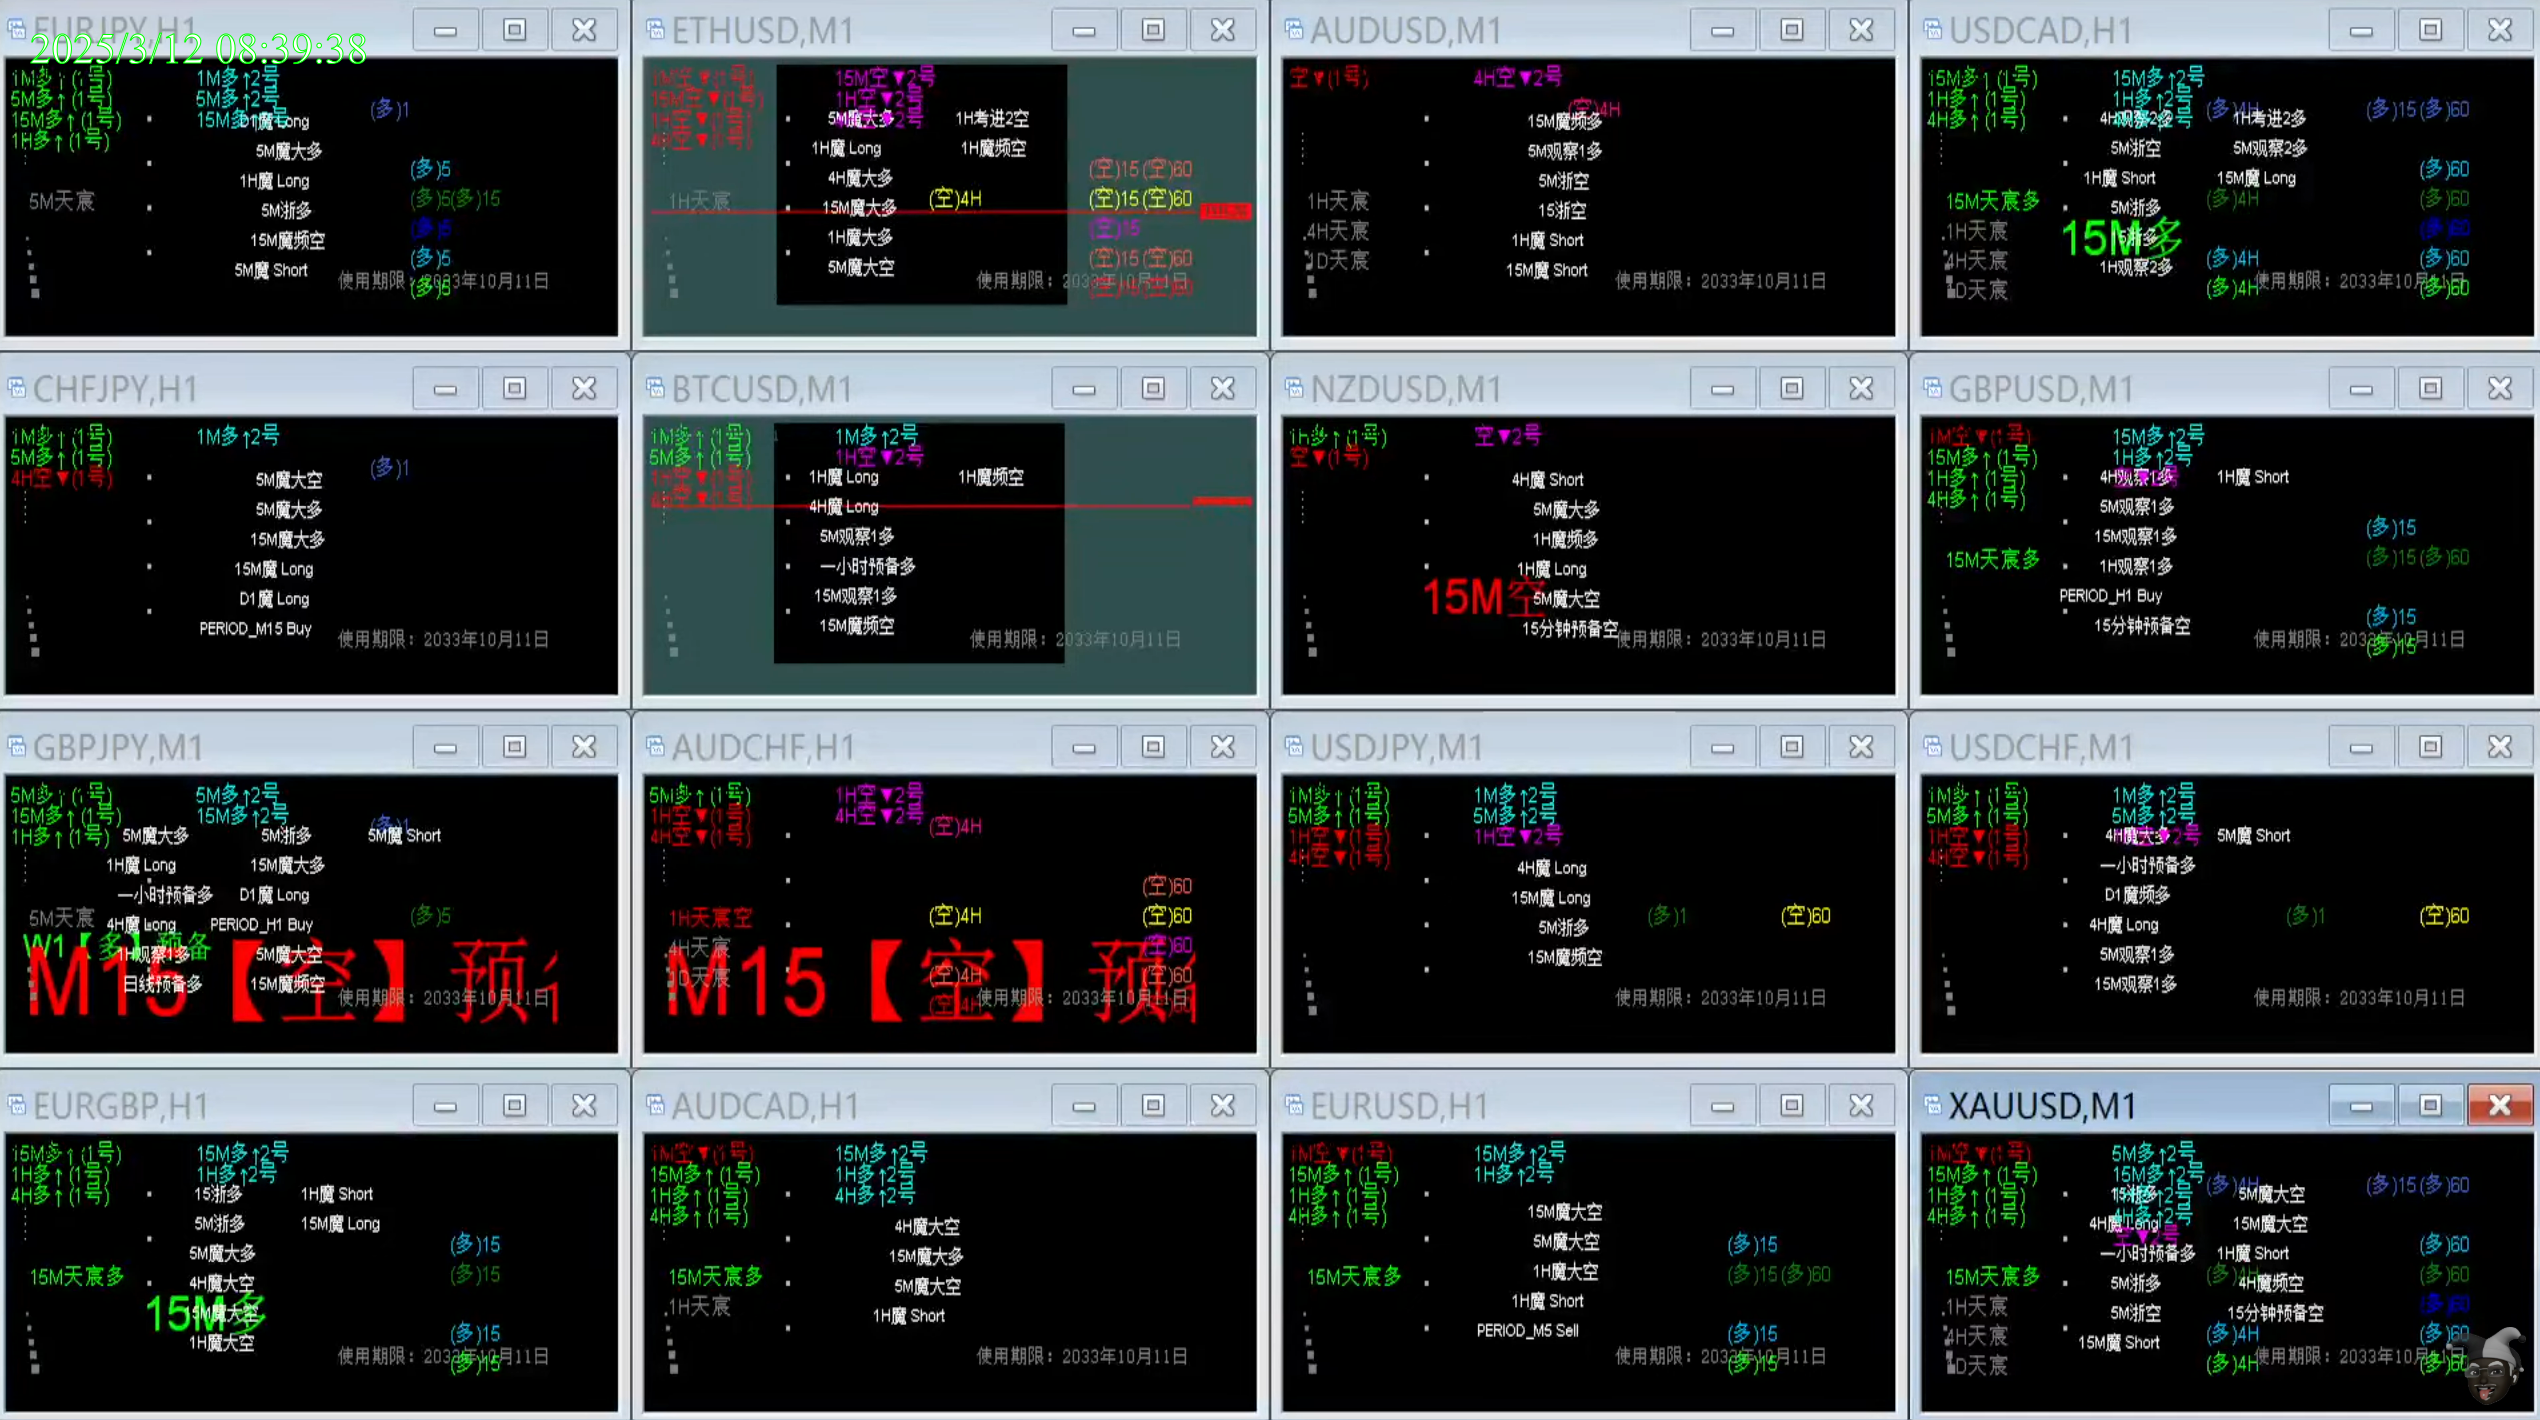 EURJPY,H1
2025/3/12 08:39:38
1M多↑(1号) 1M多↑2号
5M多↑(1号) 5M多↑2号 (多)1
15M多↑(1号) 15M多↑2号 D1魔 Long
1H多↑(1号)
5M魔大多
1H魔 Long (多)5
5M天宸 (多)5(多)15
5M浙多
15M魔频空 (多)5
5M魔 Short (多)5
使用期限：2033年10月11日
(多)5
ETHUSD,M1
1M空▼(1号) 15M空▼2号
15M空▼(1号) 1H空▼2号
1H空▼(1号) 5M魔大多 1H考进2空
4H空▼(1号)
1H魔 Long 1H魔频空
4H魔大多 (空)15(空)60
1H天宸 (空)4H (空)15(空)60
15M魔大多
1H魔大多 (空)15
5M魔大空 (空)15(空)60
使用期限：2033年10月11日
(空)15(空)60
AUDUSD,M1
空▼(1号) 4H空▼2号
(空)4H
15M魔频多
5M观察1多
5M浙空
1H天宸
15浙空
4H天宸 1H魔 Short
1D天宸 15M魔 Short
使用期限：2033年10月11日
USDCAD,H1
15M多↑(1号) 15M多↑2号
1H多↑(1号) 1H多↑2号 (多)4H (多)15(多)60
4H多↑(1号) 4H观察2多 1H考进2多
5M浙空 5M观察2多
1H魔 Short 15M魔 Long (多)60
15M天宸多 5M浙多 (多)4H (多)60
1H天宸 15M多 (多)60
4H天宸 1H观察2多 (多)4H (多)60
1D天宸 (多)4H (多)60
使用期限：2033年10月11日
CHFJPY,H1
1M多↑(1号) 1M多↑2号
5M多↑(1号) (多)1
4H空▼(1号) 5M魔大空
5M魔大多
15M魔大多
15M魔 Long
D1魔 Long
PERIOD_M15 Buy
使用期限：2033年10月11日
BTCUSD,M1
1M多↑(1号) 1M多↑2号
5M多↑(1号) 1H空▼2号
1H空▼(1号) 1H魔 Long 1H魔频空
4H空▼(1号) 4H魔 Long
5M观察1多
一小时预备多
15M观察1多
15M魔频空
使用期限：2033年10月11日
NZDUSD,M1
1H多↑(1号) 空▼2号
空▼(1号)
4H魔 Short
5M魔大多
1H魔频多
1H魔 Long
15M空 5M魔大空
15分钟预备空
使用期限：2033年10月11日
GBPUSD,M1
1M空▼(1号) 15M多↑2号
15M多↑(1号) 1H多↑2号
1H多↑(1号) 4H观察1多 1H魔 Short
4H多↑(1号) 5M观察1多
15M观察1多 (多)15
15M天宸多 1H观察1多 (多)15(多)60
PERIOD_H1 Buy
15分钟预备空 (多)15
使用期限：2033年10月11日
(多)15
GBPJPY,M1
5M多↑(1号) 5M多↑2号
15M多↑(1号) 15M多↑2号 (多)1
1H多↑(1号) 5M魔大多 5M浙多 5M魔 Short
1H魔 Long 15M魔大多
一小时预备多 D1魔 Long
5M天宸 4H魔 Long PERIOD_H1 Buy (多)5
W1【多】预备
1H观察1多 5M魔大空
M15【空】预
日线预备多 15M魔频空
使用期限：2033年10月11日
AUDCHF,H1
5M多↑(1号) 1H空▼2号
1H空▼(1号) 4H空▼2号
4H空▼(1号) (空)4H
(空)60
1H天宸空 (空)4H (空)60
4H天宸 (空)60
1D天宸 (空)4H (空)60
M15【空】预
(空)4H
使用期限：2033年10月11日
USDJPY,M1
1M多↑(1号) 1M多↑2号
5M多↑(1号) 5M多↑2号
1H空▼(1号) 1H空▼2号
4H空▼(1号) 4H魔 Long
15M魔 Long
5M浙多 (多)1 (空)60
15M魔频空
使用期限：2033年10月11日
USDCHF,M1
1M多↑(1号) 1M多↑2号
5M多↑(1号) 5M多↑2号
1H空▼(1号) 4H魔大多 5M魔 Short
4H空▼(1号) 一小时预备多
D1魔频多
4H魔 Long (多)1 (空)60
5M观察1多
15M观察1多
使用期限：2033年10月11日
EURGBP,H1
15M多↑(1号) 15M多↑2号
1H多↑(1号) 1H多↑2号
4H多↑(1号) 15浙多 1H魔 Short
5M浙多 15M魔 Long
5M魔大多 (多)15
15M天宸多 4H魔大空 (多)15
15M多 15M魔大空
1H魔大空 (多)15
使用期限：2033年10月11日
(多)15
AUDCAD,H1
1M空▼(1号) 15M多↑2号
15M多↑(1号) 1H多↑2号
1H多↑(1号) 4H多↑2号
4H多↑(1号) 4H魔大空
15M魔大多
15M天宸多 5M魔大空
1H天宸 1H魔 Short
使用期限：2033年10月11日
EURUSD,H1
1M空▼(1号) 15M多↑2号
15M多↑(1号) 1H多↑2号
1H多↑(1号)
4H多↑(1号) 15M魔大空
5M魔大空 (多)15
15M天宸多 1H魔大空 (多)15(多)60
1H魔 Short
PERIOD_M5 Sell (多)15
使用期限：2033年10月11日
(多)15
XAUUSD,M1
1M空▼(1号) 5M多↑2号
15M多↑(1号) 15M多↑2号 (多)4H (多)15(多)60
1H多↑(1号) 15浙多 5M魔大空
4H多↑(1号) 4H多↑2号 4H魔 Long 15M魔大空
空▼2号
一小时预备多 1H魔 Short (多)60
15M天宸多 5M浙多 (多)4H 4H魔频空 (多)60
1H天宸 5M浙空 15分钟预备空 (多)60
4H天宸 15M魔 Short (多)4H (多)60
1D天宸 (多)4H (多)60
使用期限：2033年10月11日